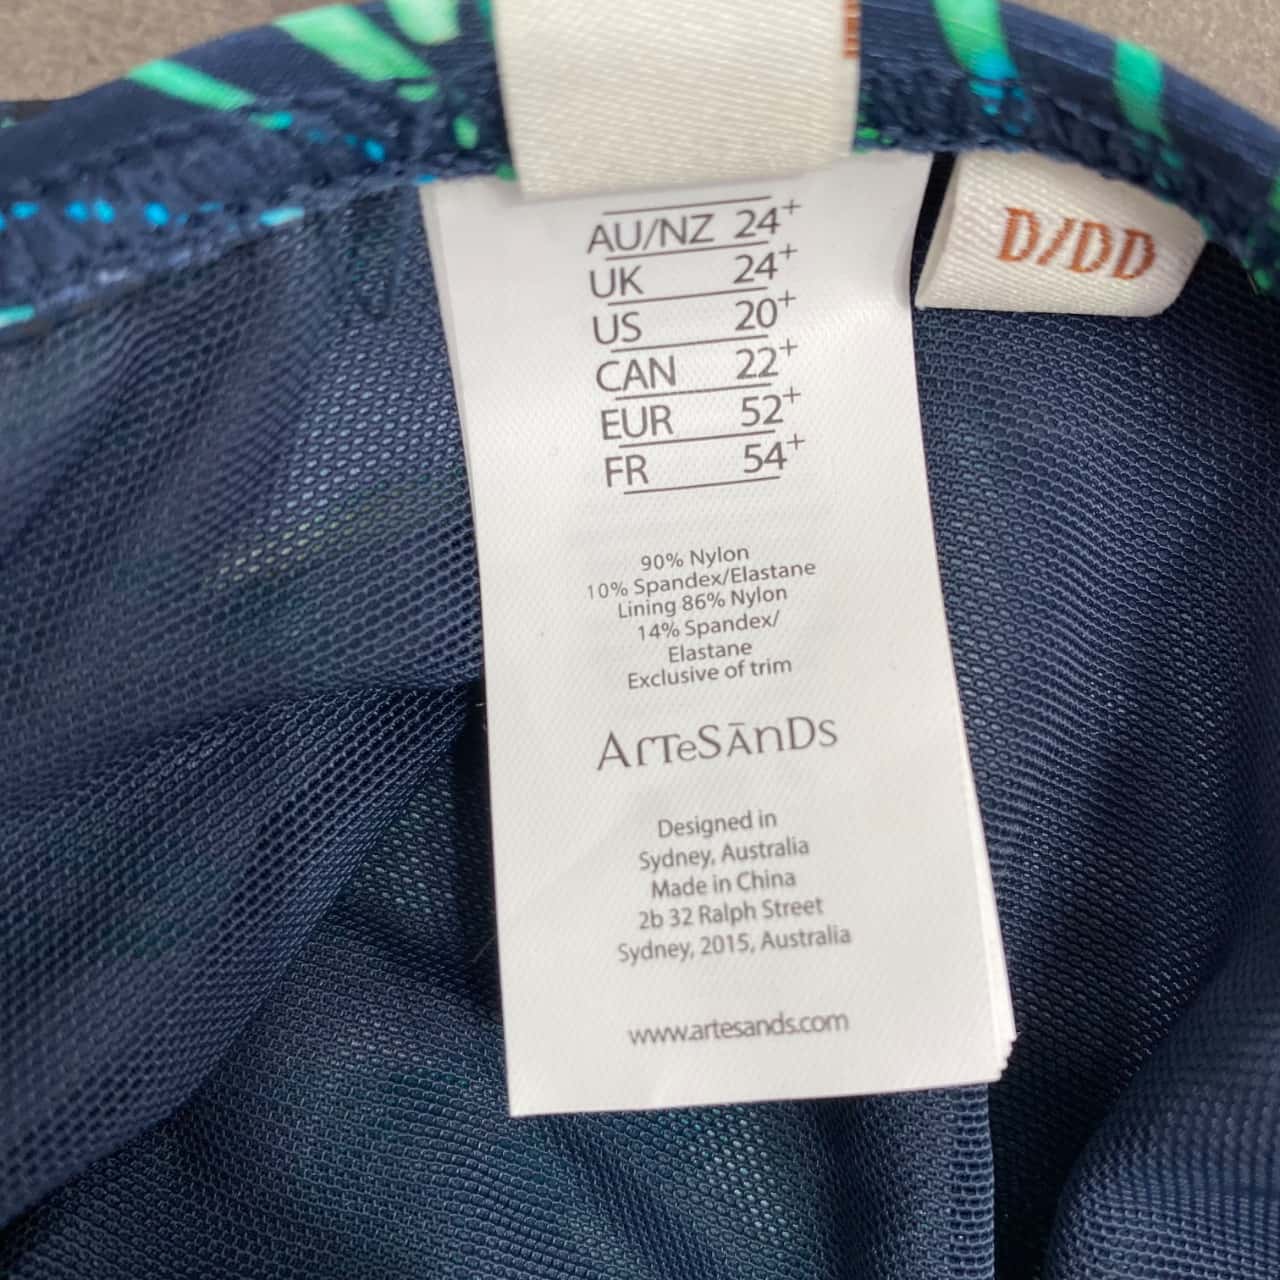 D/DD
AU/NZ 24+
UK 24+
US 20+
CAN 22+
EUR 52+
FR 54+
90% Nylon
10% Spandex/Elastane
Lining 86% Nylon
14% Spandex/
Elastane
Exclusive of trim
ArTeSĀnDs
Designed in
Sydney, Australia
Made in China
2b 32 Ralph Street
Sydney, 2015, Australia
www.artesands.com